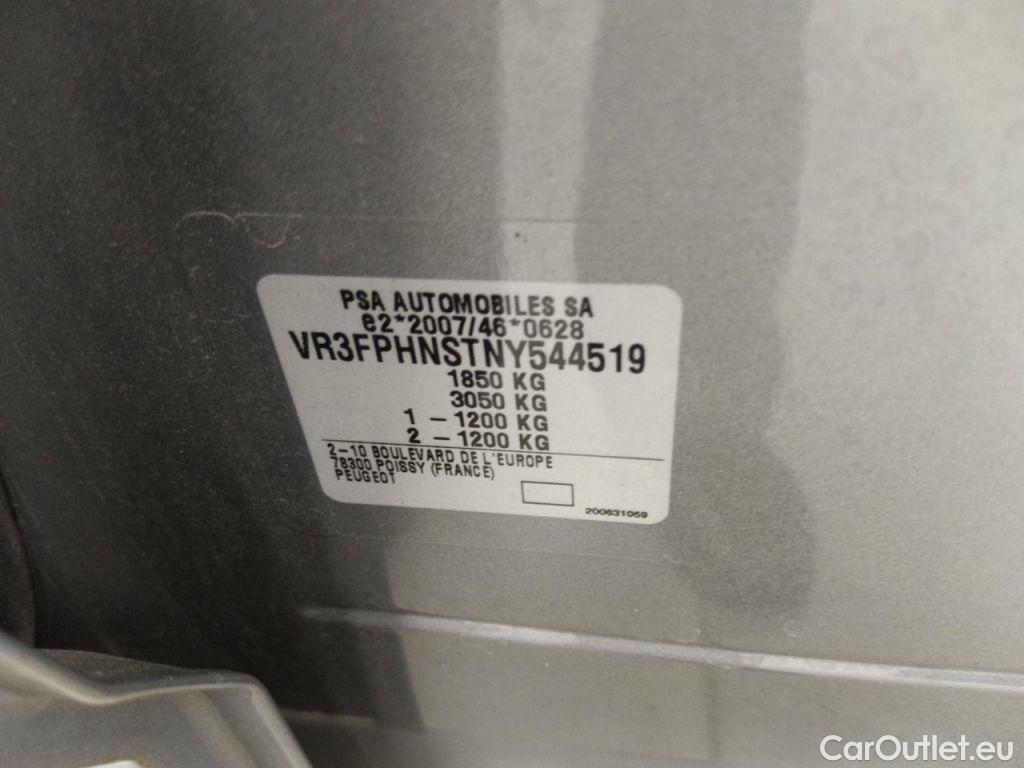 PSA AUTOMOBILES SA
e2*2007/46*0628
VR3FPHNSTNY544519
1850 KG
3050 KG
1 - 1200 KG
2 - 1200 KG
2-10 BOULEVARD DE L'EUROPE
78300 POISSY (FRANCE)
PEUGEOT
200631059
CarOutlet.eu